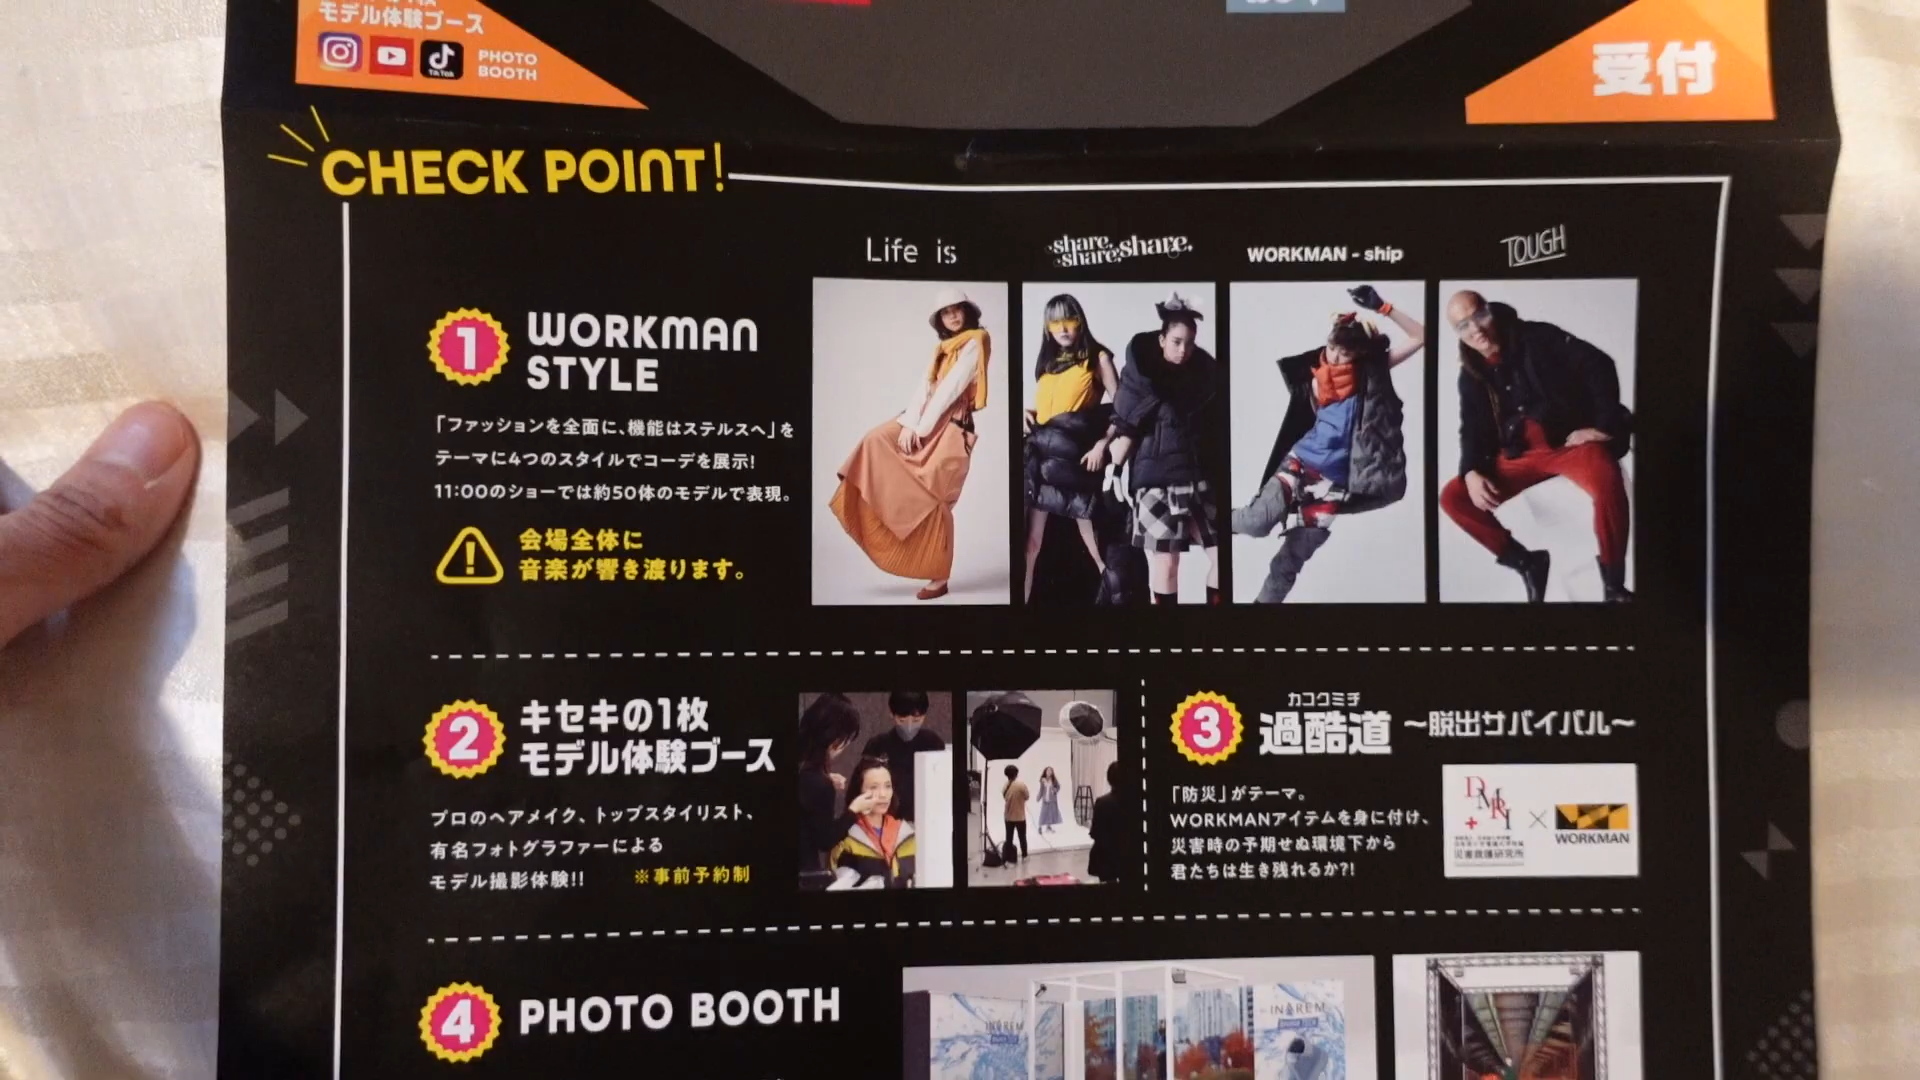 モデル体験ブース
TikTok
PHOTO
BOOTH
受付
CHECK POINT!
Life is
share. share. share.
WORKMAN - ship
TOUGH
1
WORKMAN
STYLE
「ファッションを全面に、機能はステルスへ」を
テーマに4つのスタイルでコーデを展示!
11:00のショーでは約50体のモデルで表現。
会場全体に
音楽が響き渡ります。
2
キセキの1枚
モデル体験ブース
プロのヘアメイク、トップスタイリスト、
有名フォトグラファーによる
モデル撮影体験!!
※事前予約制
3
カコクミチ
過酷道 〜脱出サバイバル〜
「防災」がテーマ。
WORKMANアイテムを身に付け、
災害時の予期せぬ環境下から
君たちは生き残れるか?!
DMRI
災害救護研究所
×
WORKMAN
4
PHOTO BOOTH